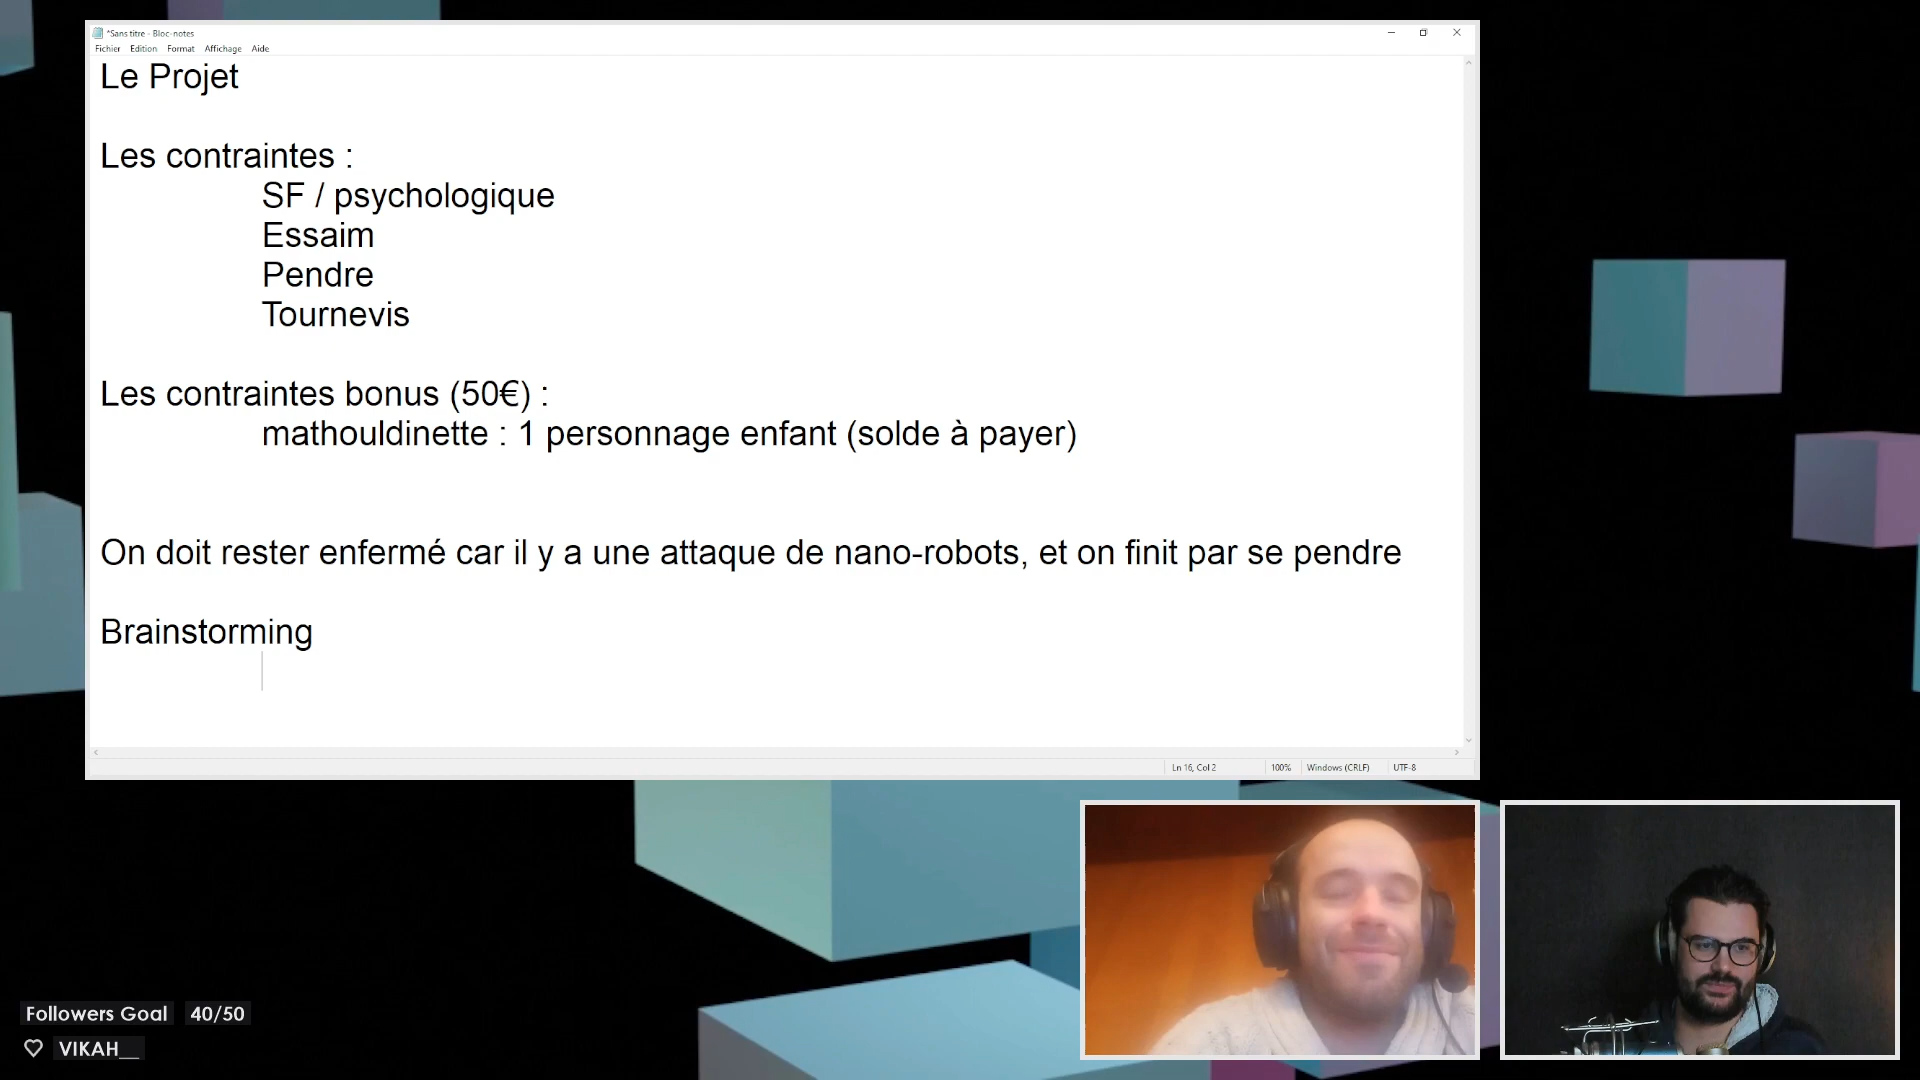 *Sans titre - Bloc-notes
Fichier Edition Format Affichage Aide
Le Projet
Les contraintes :
SF / psychologique
Essaim
Pendre
Tournevis
Les contraintes bonus (50€) :
mathouldinette : 1 personnage enfant (solde à payer)
On doit rester enfermé car il y a une attaque de nano-robots, et on finit par se pendre
Brainstorming
Ln 16, Col 2 100% Windows (CRLF) UTF-8
Followers Goal 40/50
VIKAH__